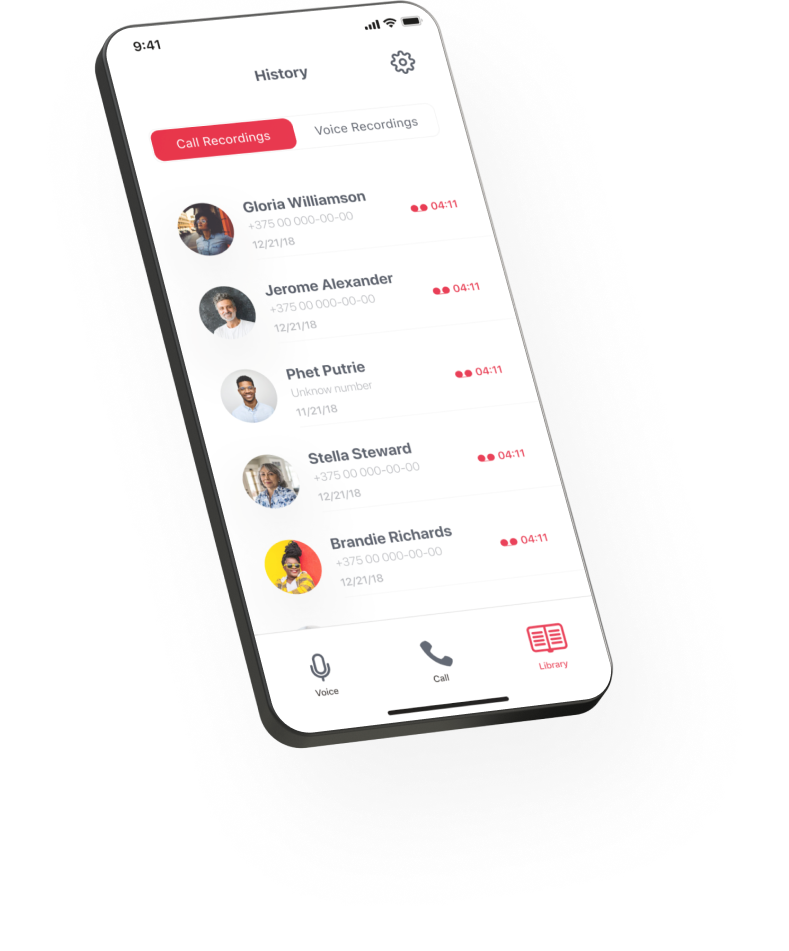 9:41
History
Call Recordings
Voice Recordings
Gloria Williamson
+375 00 000-00-00
12/21/18
04:11
Jerome Alexander
+375 00 000-00-00
12/21/18
04:11
Phet Putrie
Unknow number
11/21/18
04:11
Stella Steward
+375 00 000-00-00
12/21/18
04:11
Brandie Richards
+375 00 000-00-00
12/21/18
04:11
Voice
Call
Library